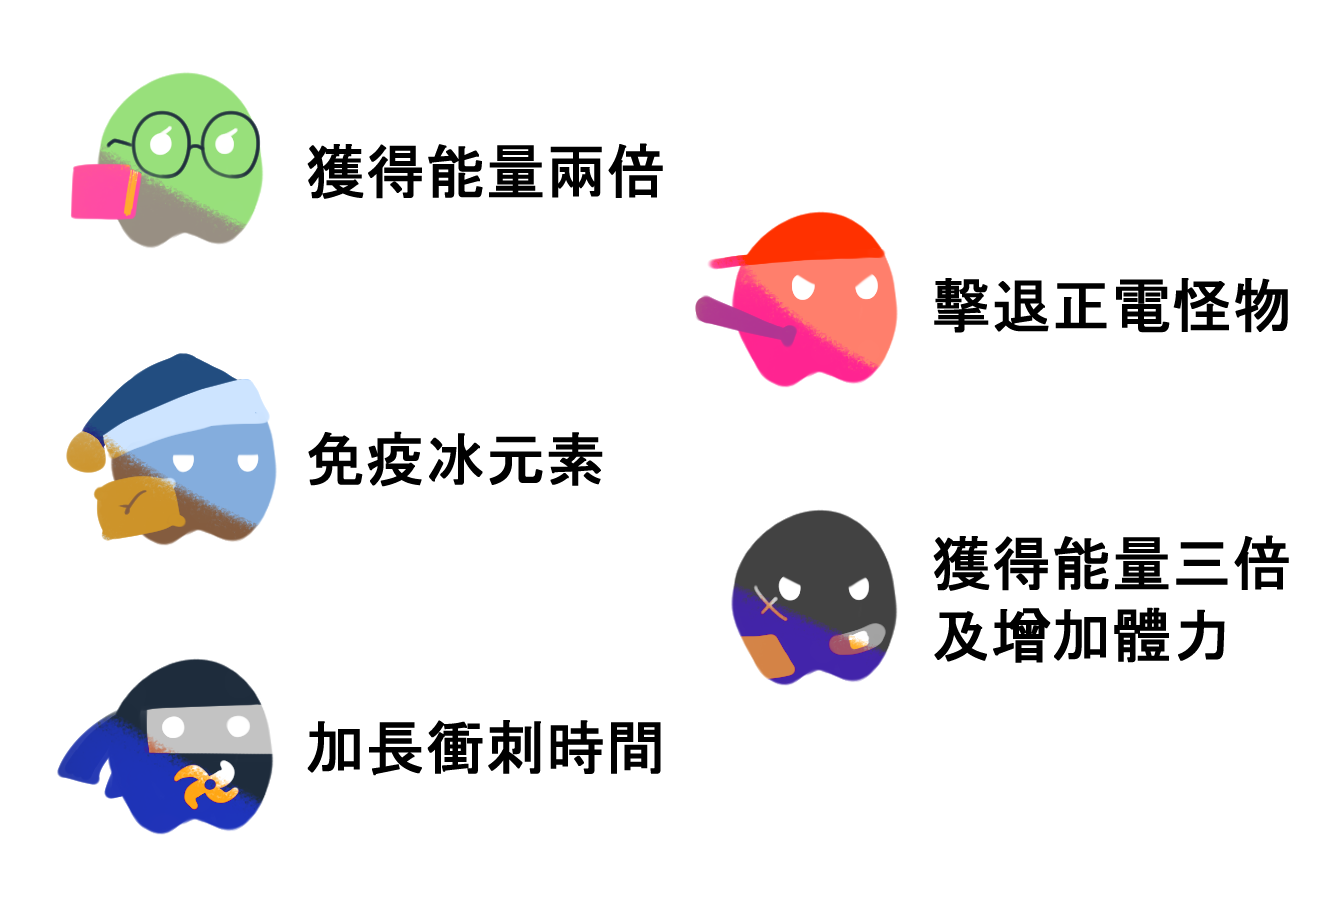 獲得能量兩倍
擊退正電怪物
免疫冰元素
獲得能量三倍
及增加體力
加長衝刺時間